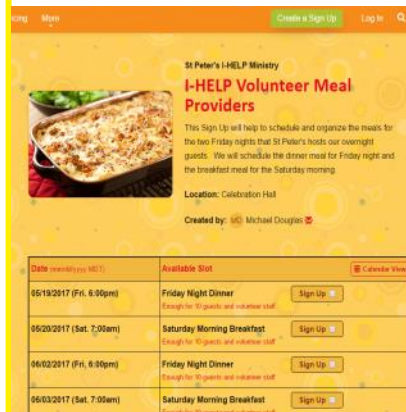 More
Create a Sign Up
Log In
St Peter's I-HELP Ministry
I-HELP Volunteer Meal
Providers
This Sign Up will help to schedule and organize the meals for
the two Friday nights that St Peter's hosts our overnight
guests. We will schedule the dinner meal for Friday night and
the breakfast meal for the Saturday morning.
Location: Celebration Hall
Created by: MD Michael Douglas
Date (mm/dd/yyyy MDT) Available Slot Calendar View
05/19/2017 (Fri. 6:00pm) Friday Night Dinner Sign Up
Enough for 10 guests and volunteer staff
05/20/2017 (Sat. 7:00am) Saturday Morning Breakfast Sign Up
Enough for 10 guests and volunteer staff
06/02/2017 (Fri. 6:00pm) Friday Night Dinner Sign Up
Enough for 10 guests and volunteer staff
06/03/2017 (Sat. 7:00am) Saturday Morning Breakfast Sign Up